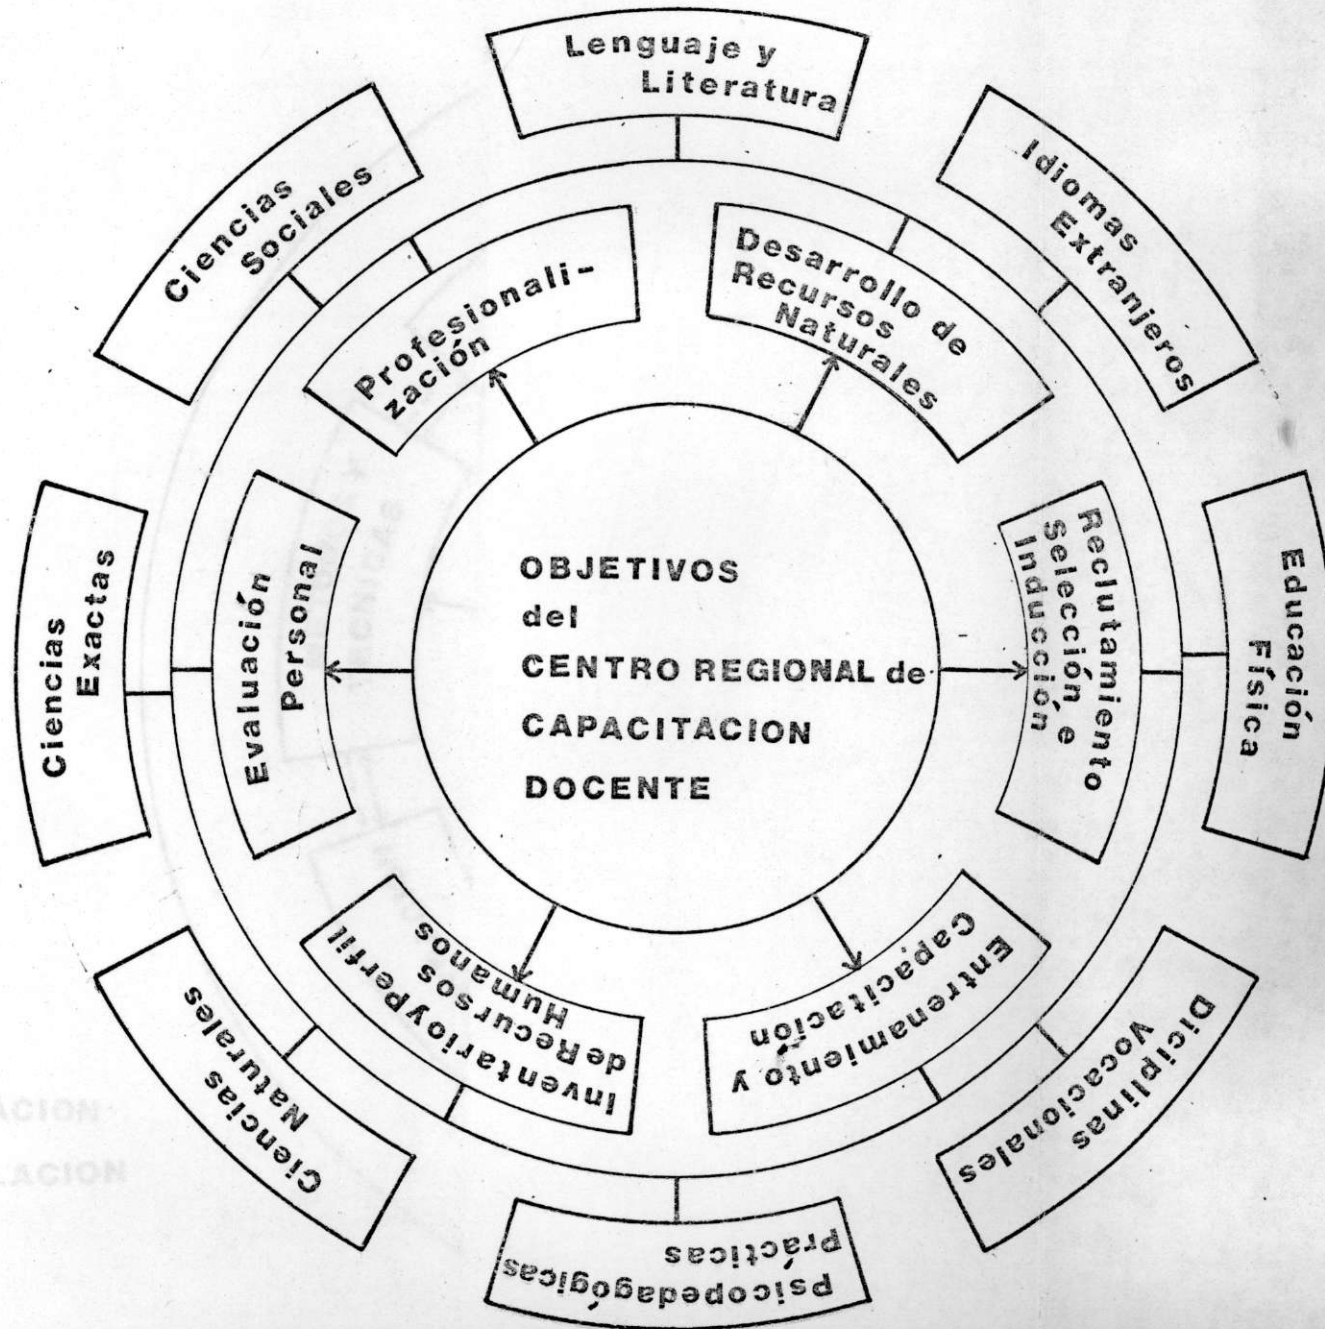 OBJETIVOS
del
CENTRO REGIONAL de
CAPACITACION
DOCENTE
Profesionali-
zación
Desarrollo de
Recursos
Naturales
Reclutamiento
Selección e
Inducción
Entrenamiento y
Capacitación
Inventario y Perfil
de Recursos
Humanos
Evaluación
Personal
Lenguaje y
Literatura
Idiomas
Extranjeros
Educación
Física
Diciplinas
Vocacionales
Psicopedagógicas
Prácticas
Ciencias
Naturales
Ciencias
Exactas
Ciencias
Sociales
ACION
LACION